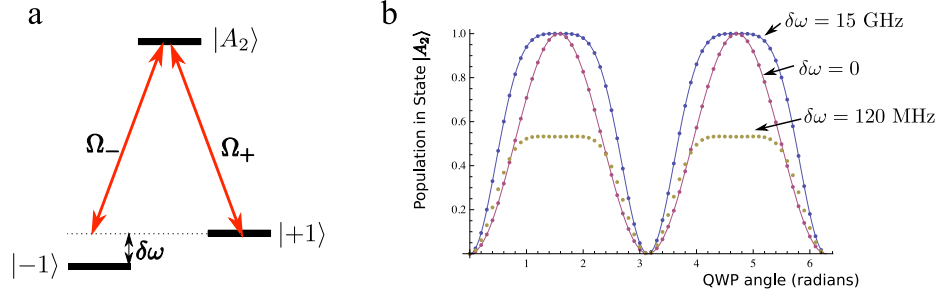 a
|A₂⟩
Ω₋
Ω₊
|+1⟩
δω
|−1⟩
b
Population in State |A₂⟩
1.0
0.8
0.6
0.4
0.2
0
1
2
3
4
5
6
QWP angle (radians)
δω = 15 GHz
δω = 0
δω = 120 MHz